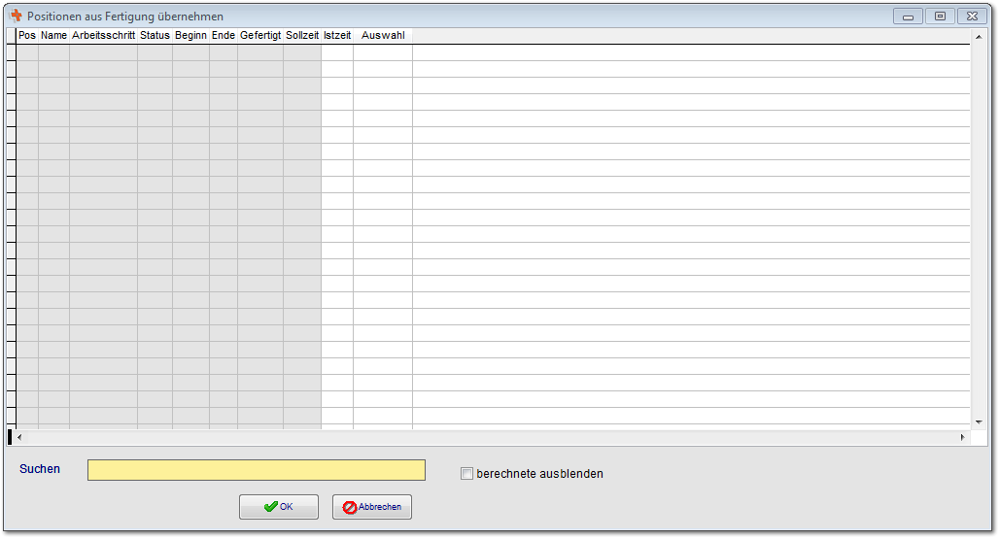 Positionen aus Fertigung übernehmen
Pos Name Arbeitsschritt Status Beginn Ende Gefertigt Sollzeit Istzeit Auswahl
Suchen
berechnete ausblenden
OK Abbrechen